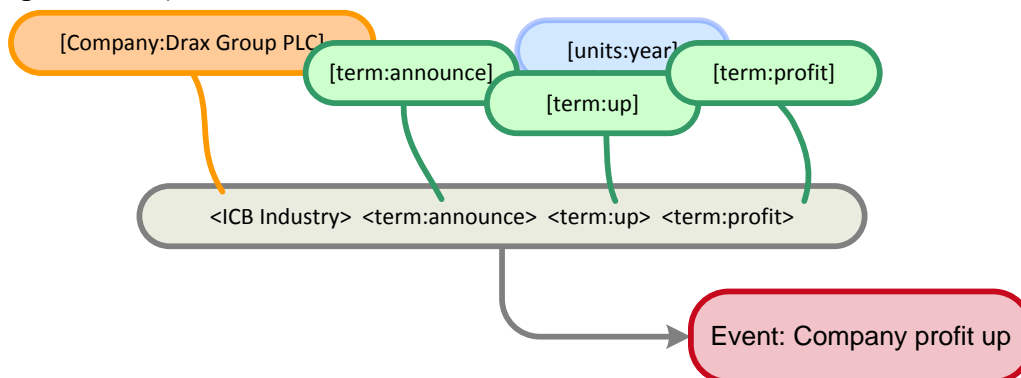 [Company:Drax Group PLC]
[units:year]
[term:announce]
[term:profit]
[term:up]
<ICB Industry> <term:announce> <term:up> <term:profit>
Event: Company profit up